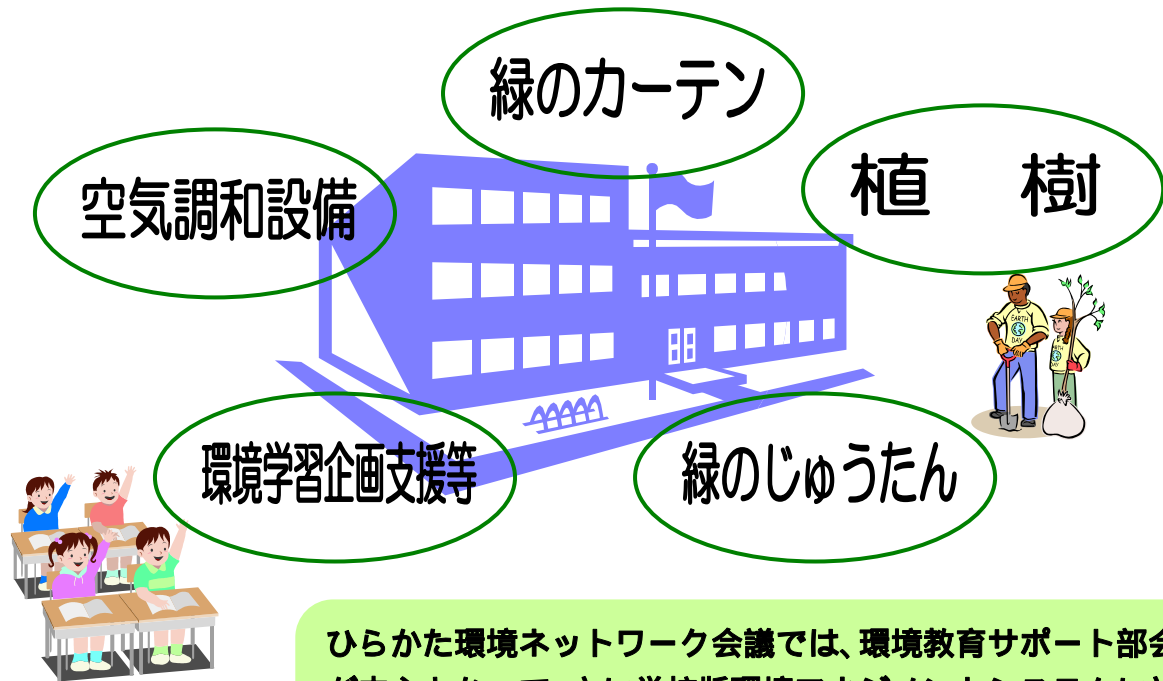 緑のカーテン
植 樹
空気調和設備
EARTH
DAY
環境学習企画支援等
緑のじゅうたん
ひらかた環境ネットワーク会議では、環境教育サポート部会